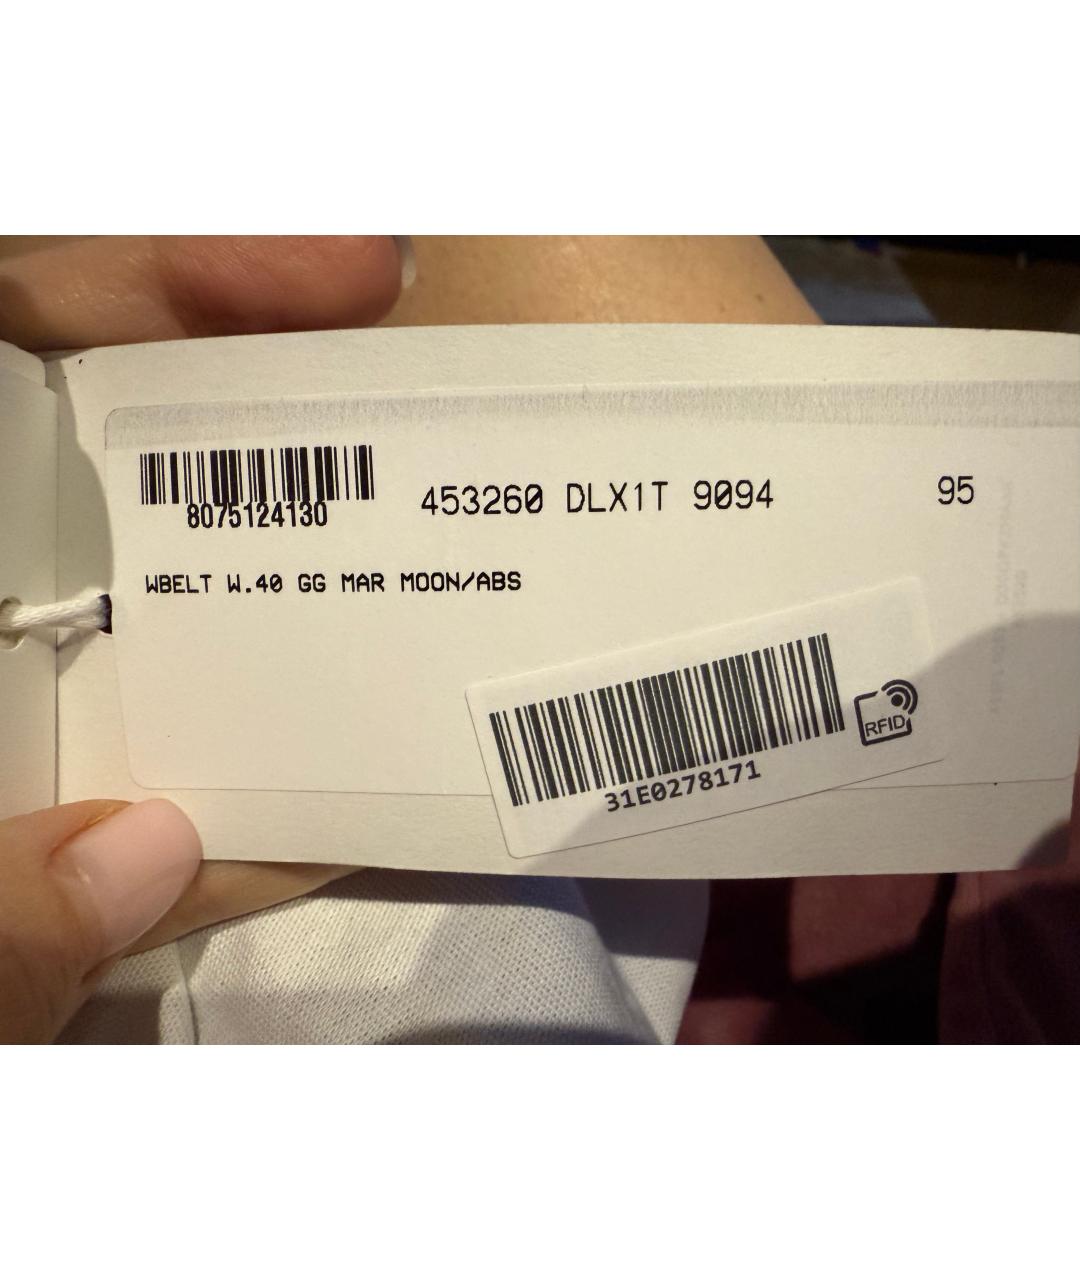 8075124130
453260 DLX1T 9094 95
WBELT W.40 GG MAR MOON/ABS
31E0278171
RFID